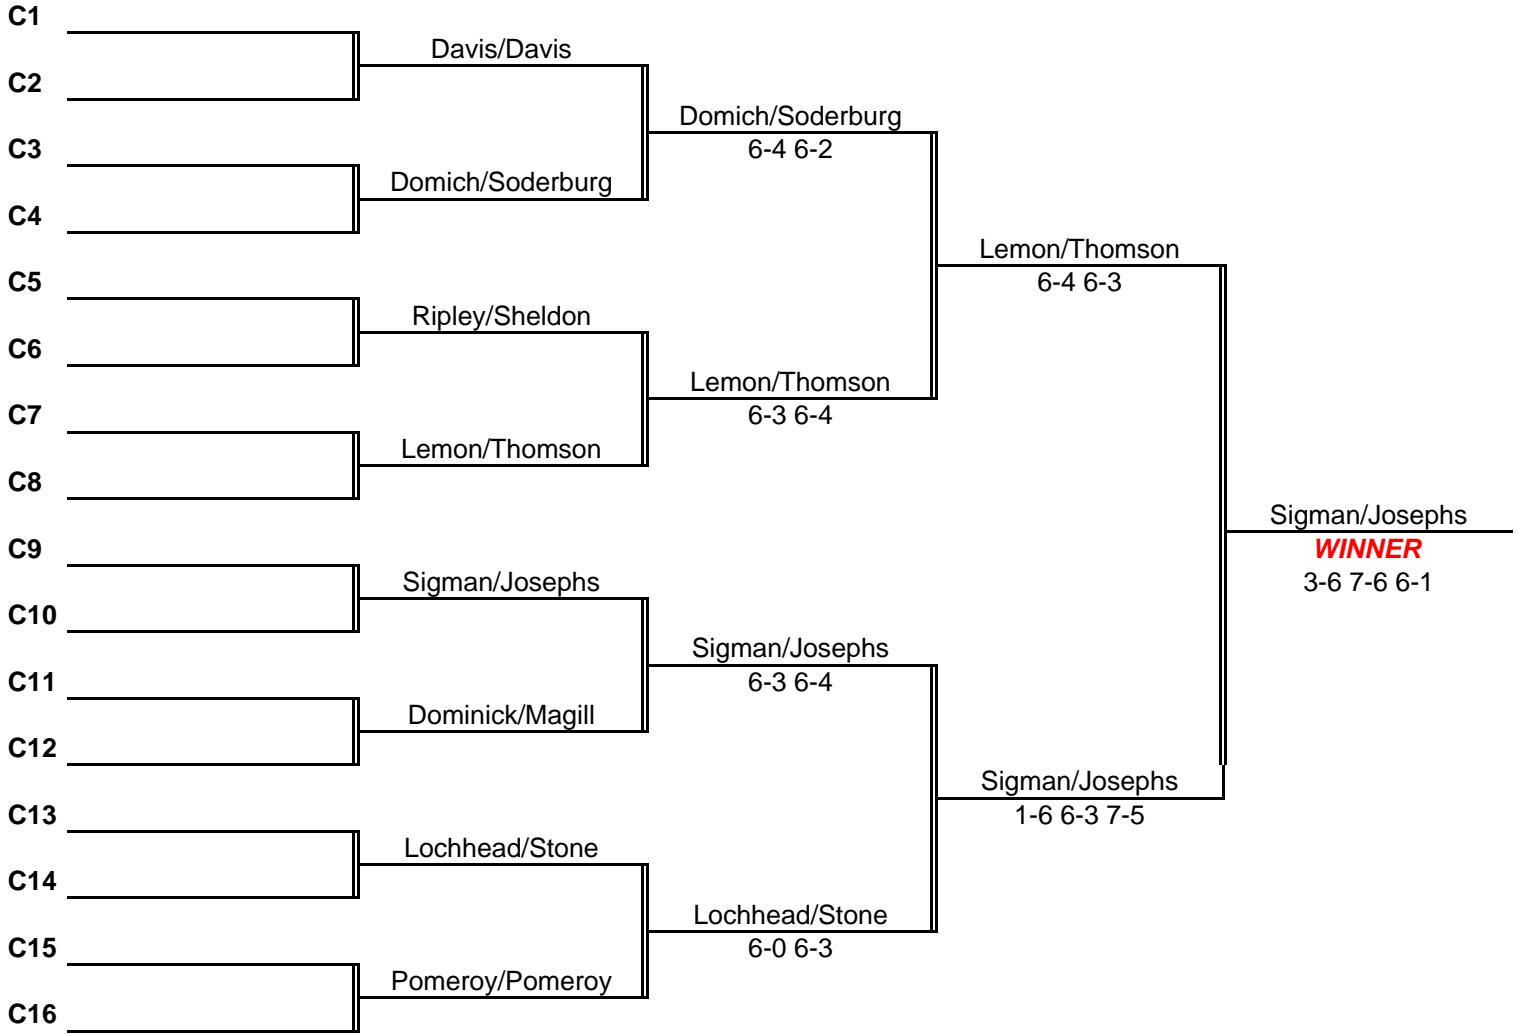 C1
Davis/Davis
C2
Domich/Soderburg
6-4 6-2
C3
Domich/Soderburg
C4
Lemon/Thomson
6-4 6-3
C5
Ripley/Sheldon
C6
Lemon/Thomson
6-3 6-4
C7
Lemon/Thomson
C8
Sigman/Josephs
WINNER
3-6 7-6 6-1
C9
Sigman/Josephs
C10
Sigman/Josephs
6-3 6-4
C11
Dominick/Magill
C12
Sigman/Josephs
1-6 6-3 7-5
C13
Lochhead/Stone
C14
Lochhead/Stone
6-0 6-3
C15
Pomeroy/Pomeroy
C16